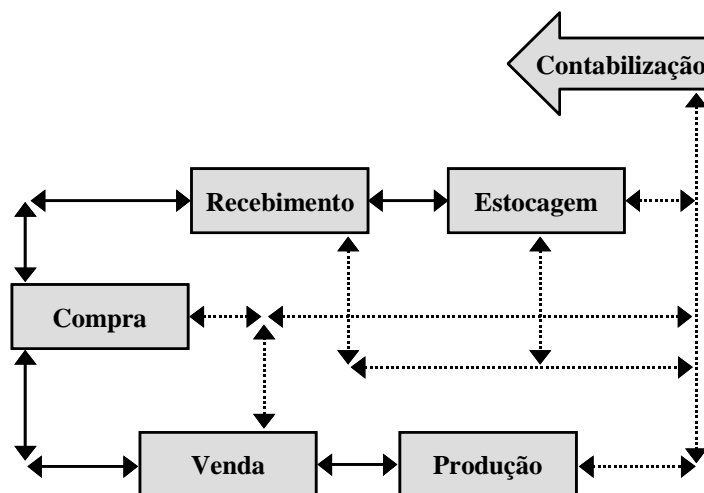 Contabilização
Recebimento
Estocagem
Compra
Venda
Produção